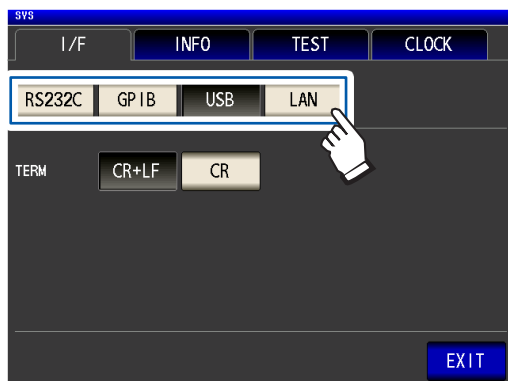 SYS
I/F INFO TEST CLOCK
RS232C GPIB USB LAN
TERM CR+LF CR
EXIT